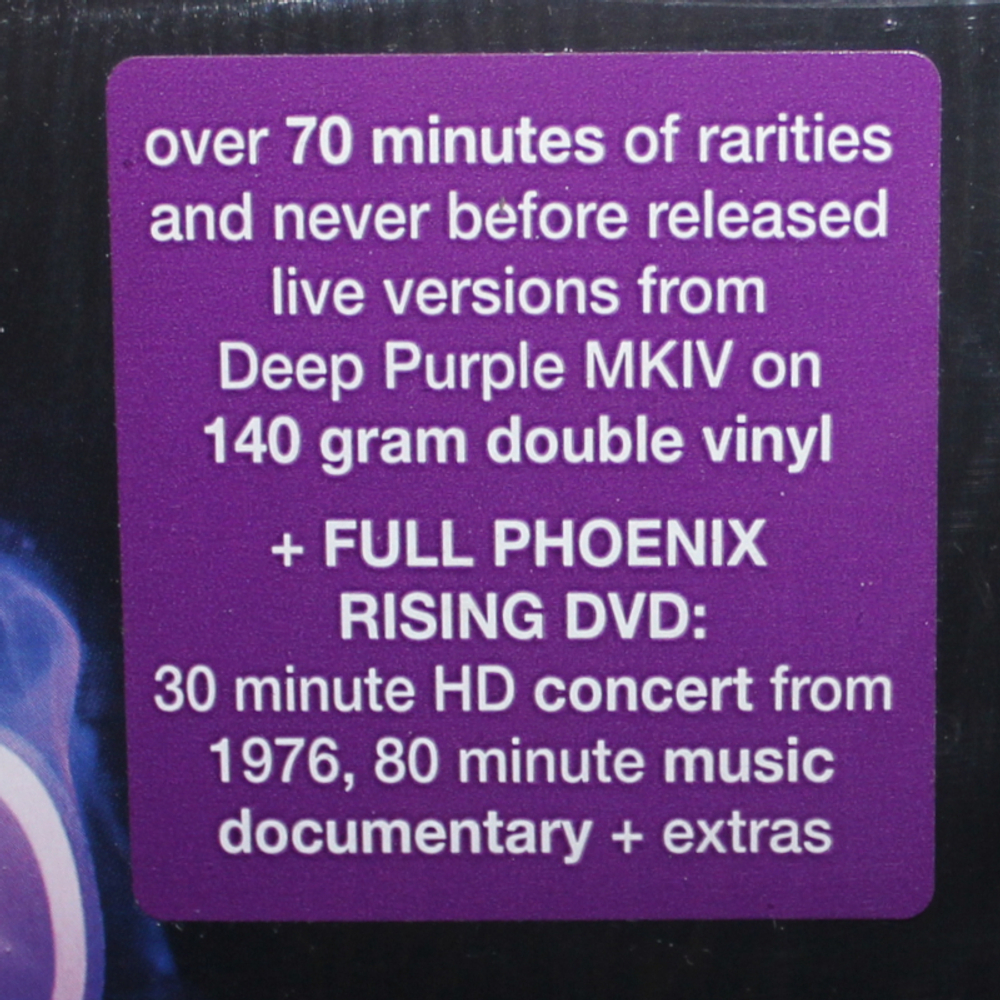 over 70 minutes of rarities
and never before released
live versions from
Deep Purple MKIV on
140 gram double vinyl
+ FULL PHOENIX
RISING DVD:
30 minute HD concert from
1976, 80 minute music
documentary + extras